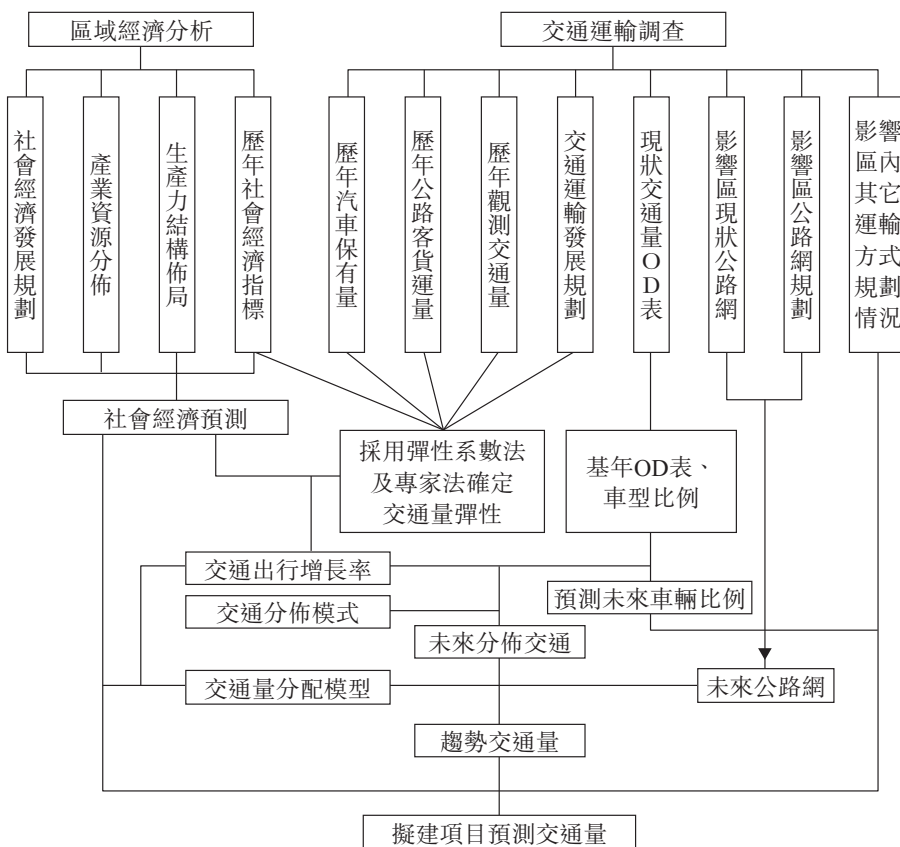 區域經濟分析
交通運輸調查
社會經濟發展規劃
產業資源分佈
生產力結構佈局
歷年社會經濟指標
歷年汽車保有量
歷年公路客貨運量
歷年觀測交通量
交通運輸發展規劃
現狀交通量OD表
影響區現狀公路網
影響區公路網規劃
影響
區內
其它
運輸
方式
規劃
情況
社會經濟預測
採用彈性系數法
及專家法確定
交通量彈性
基年OD表、
車型比例
交通出行增長率
預測未來車輛比例
交通分佈模式
未來分佈交通
交通量分配模型
未來公路網
趨勢交通量
擬建項目預測交通量